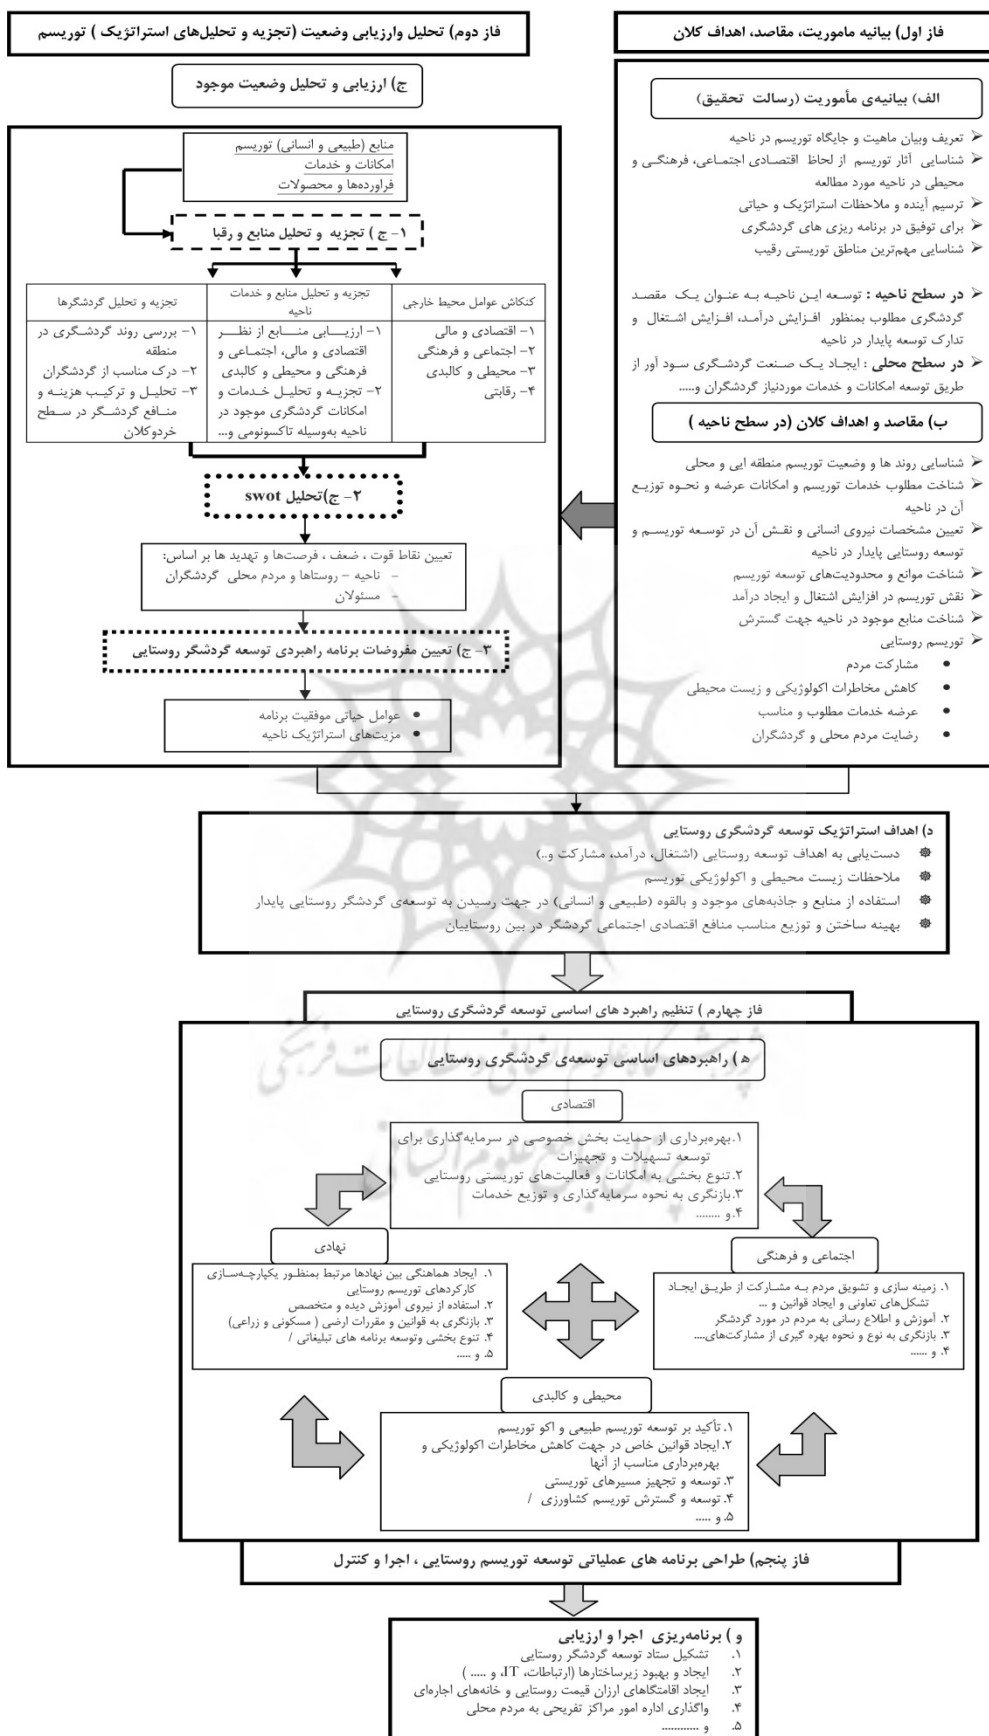 فاز اول) بیانیه ماموریت، مقاصد، اهداف کلان
الف) بیانیه‌ی مأموریت (رسالت تحقیق)
تعریف وبیان ماهیت و جایگاه توریسم در ناحیه
شناسایی آثار توریسم از لحاظ اقتصادی اجتماعی، فرهنگی و
محیطی در ناحیه مورد مطالعه
ترسیم آینده و ملاحظات استراتژیک و حیاتی
برای توفیق در برنامه ریزی های گردشگری
شناسایی مهم‌ترین مناطق توریستی رقیب
در سطح ناحیه : توسعه این ناحیه به عنوان یک مقصد
گردشگری مطلوب بمنظور افزایش درآمد، افزایش اشتغال و
تدارک توسعه پایدار در ناحیه
در سطح محلی : ایجاد یک صنعت گردشگری سود آور از
طریق توسعه امکانات و خدمات موردنیاز گردشگران و.....
ب) مقاصد و اهداف کلان (در سطح ناحیه )
شناسایی روند ها و وضعیت توریسم منطقه ایی و محلی
شناخت مطلوب خدمات توریسم و امکانات عرضه و نحوه توزیع
آن در ناحیه
تعیین مشخصات نیروی انسانی و نقش آن در توسعه توریسم و
توسعه روستایی پایدار در ناحیه
شناخت موانع و محدودیت‌های توسعه توریسم
نقش توریسم در افزایش اشتغال و ایجاد درآمد
شناخت منابع موجود در ناحیه جهت گسترش
توریسم روستایی
• مشارکت مردم
• کاهش مخاطرات اکولوژیکی و زیست محیطی
• عرضه خدمات مطلوب و مناسب
• رضایت مردم محلی و گردشگران
فاز دوم) تحلیل وارزیابی وضعیت (تجزیه و تحلیل‌های استراتژیک ) توریسم
ج) ارزیابی و تحلیل وضعیت موجود
منابع (طبیعی و انسانی) توریسم
امکانات و خدمات
فراورده‌ها و محصولات
۱- ج ) تجزیه و تحلیل منابع و رقبا
کنکاش عوامل محیط خارجی
۱- اقتصادی و مالی
۲- اجتماعی و فرهنگی
۳- محیطی و کالبدی
۴- رقابتی
تجزیه و تحلیل منابع و خدمات
ناحیه
۱- ارزیابی منابع از نظر
اقتصادی و مالی، اجتماعی و
فرهنگی و محیطی و کالبدی
۲- تجزیه و تحلیل خدمات و
امکانات گردشگری موجود در
ناحیه به‌وسیله تاکسونومی و...
تجزیه و تحلیل گردشگرها
۱- بررسی روند گردشگری در
منطقه
۲- درک مناسب از گردشگران
۳- تحلیل و ترکیب هزینه و
منافع گردشگر در سطح
خردوکلان
۲- ج)تحلیل swot
تعیین نقاط قوت ، ضعف ، فرصت‌ها و تهدید ها بر اساس:
- ناحیه – روستاها و مردم محلی گردشگران
- مسئولان
۳- ج) تعیین مفروضات برنامه راهبردی توسعه گردشگر روستایی
• عوامل حیاتی موفقیت برنامه
• مزیت‌های استراتژیک ناحیه
د) اهداف استراتژیک توسعه گردشگری روستایی
دست‌یابی به اهداف توسعه روستایی (اشتغال، درآمد، مشارکت و..)
ملاحظات زیست محیطی و اکولوژیکی توریسم
استفاده از منابع و جاذبه‌های موجود و بالقوه (طبیعی و انسانی) در جهت رسیدن به توسعه‌ی گردشگر روستایی پایدار
بهینه ساختن و توزیع مناسب منافع اقتصادی اجتماعی گردشگر در بین روستاییان
فاز چهارم ) تنظیم راهبرد های اساسی توسعه گردشگری روستایی
پژوهشگاه علوم انسانی و مطالعات فرهنگی
پرتال جامع علوم انسانی
ه ) راهبردهای اساسی توسعه‌ی گردشگری روستایی
اقتصادی
۱. بهره‌برداری از حمایت بخش خصوصی در سرمایه‌گذاری برای
توسعه تسهیلات و تجهیزات
۲. تنوع بخشی به امکانات و فعالیت‌های توریستی روستایی
۳. بازنگری به نحوه سرمایه‌گذاری و توزیع خدمات
۴. و ........
اجتماعی و فرهنگی
۱. زمینه سازی و تشویق مردم به مشارکت از طریق ایجاد
تشکل‌های تعاونی و ایجاد قوانین و ...
۲. آموزش و اطلاع رسانی به مردم در مورد گردشگر
۳. بازنگری به نوع و نحوه بهره گیری از مشارکت‌های....
۴. و ......
نهادی
۱. ایجاد هماهنگی بین نهادها مرتبط بمنظور یکپارچه‌سازی
کارکردهای توریسم روستایی
۲. استفاده از نیروی آموزش دیده و متخصص
۳. بازنگری به قوانین و مقررات ارضی ( مسکونی و زراعی)
۴. تنوع بخشی وتوسعه برنامه های تبلیغاتی /
۵. و .....
محیطی و کالبدی
۱. تأکید بر توسعه توریسم طبیعی و اکو توریسم
۲. ایجاد قوانین خاص در جهت کاهش مخاطرات اکولوژیکی و
بهره‌برداری مناسب از آنها
۳. توسعه و تجهیز مسیرهای توریستی
۴. توسعه و گسترش توریسم کشاورزی /
۵. و .....
فاز پنجم) طراحی برنامه های عملیاتی توسعه توریسم روستایی ، اجرا و کنترل
و ) برنامه‌ریزی اجرا و ارزیابی
۱. تشکیل ستاد توسعه گردشگر روستایی
۲. ایجاد و بهبود زیرساختارها (ارتباطات، IT، و ..... )
۳. ایجاد اقامتگاهای ارزان قیمت روستایی و خانه‌های اجاره‌ای
۴. واگذاری اداره امور مراکز تفریحی به مردم محلی
۵. و ............